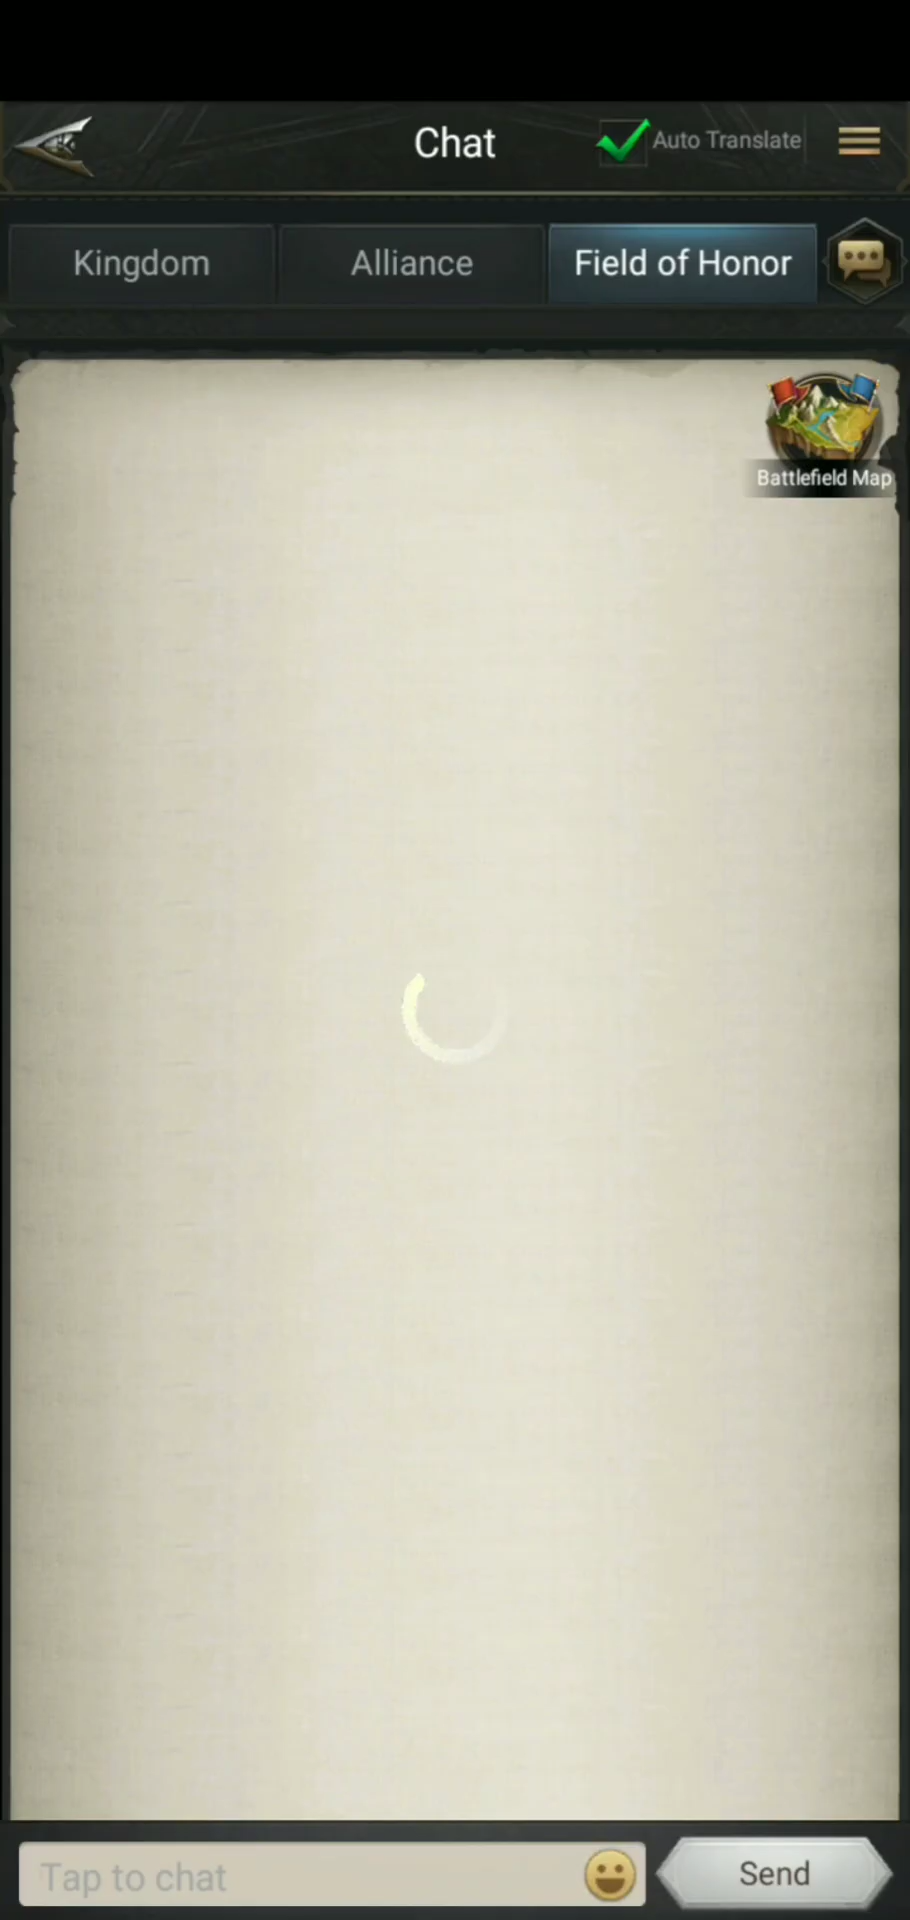 Chat
Auto Translate
Kingdom
Alliance
Field of Honor
Battlefield Map
Tap to chat
Send